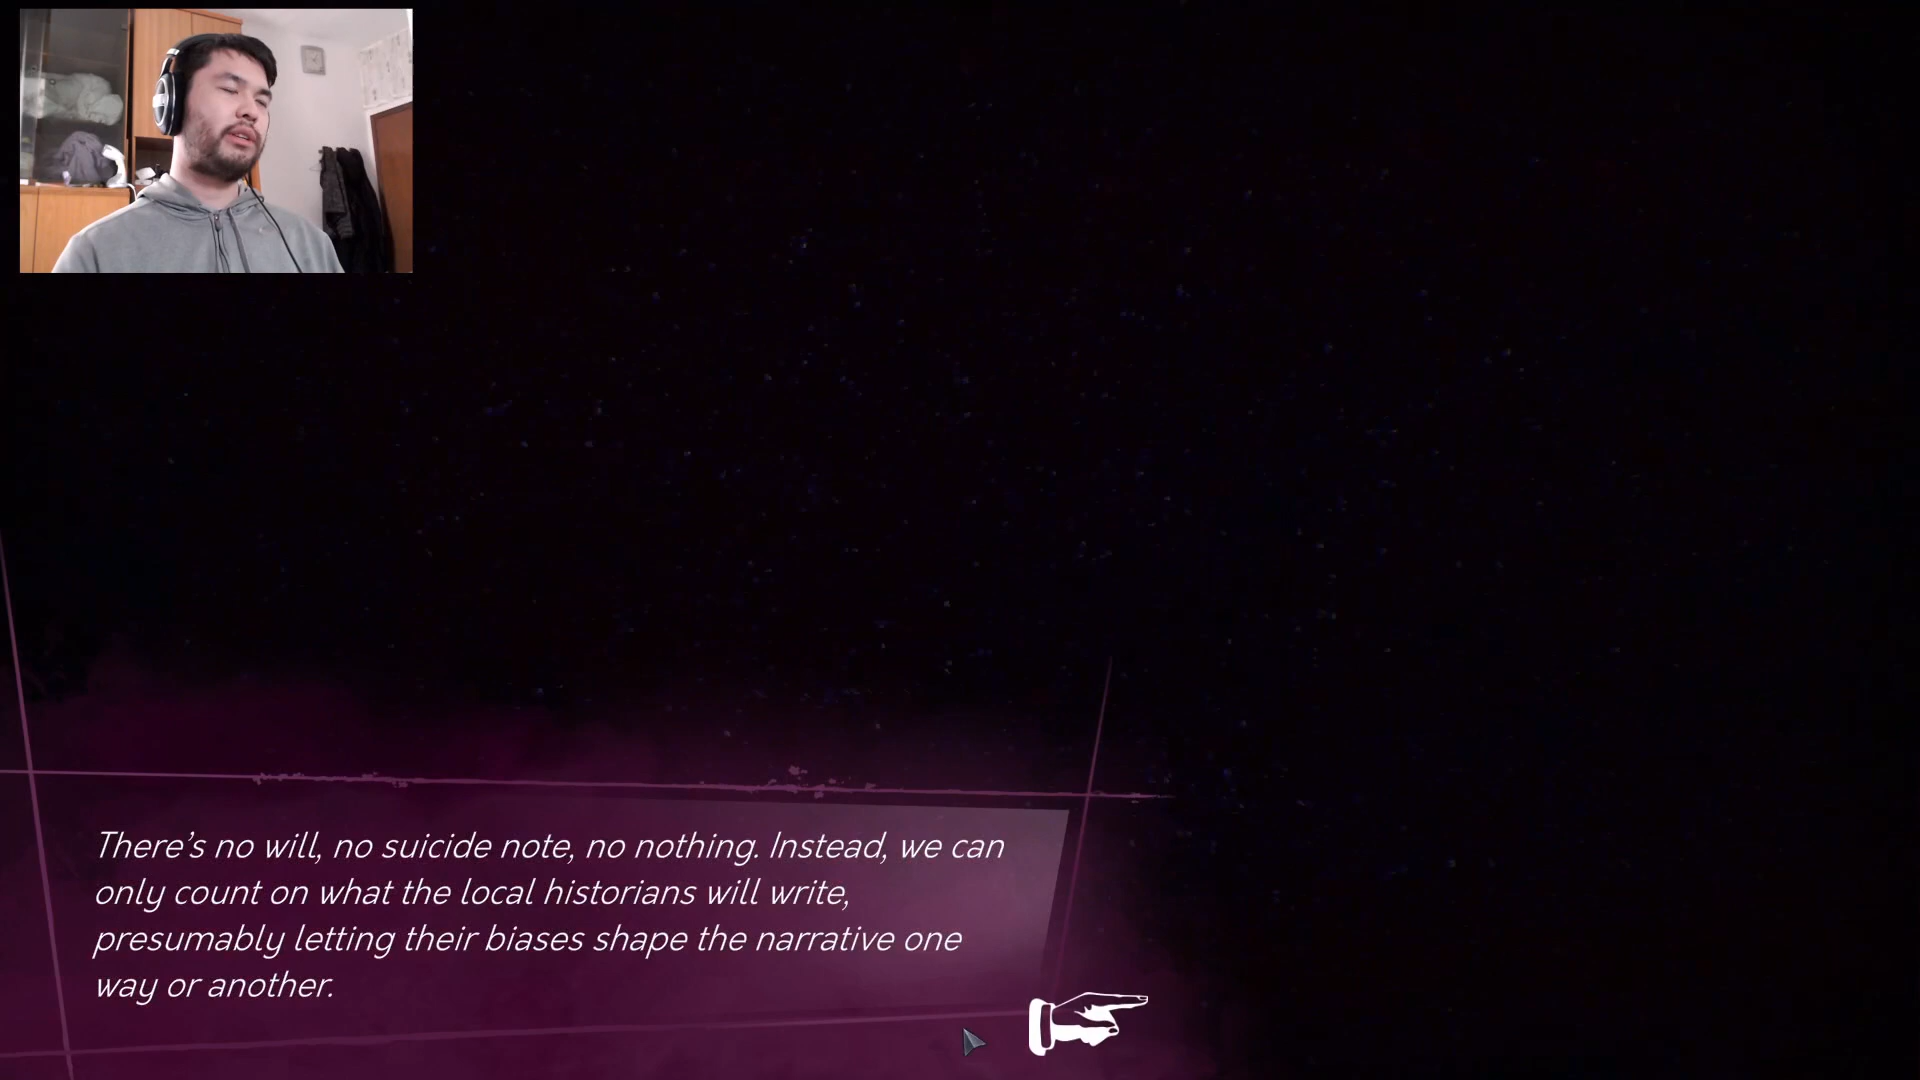 There's no will, no suicide note, no nothing. Instead, we can
only count on what the local historians will write,
presumably letting their biases shape the narrative one
way or another.